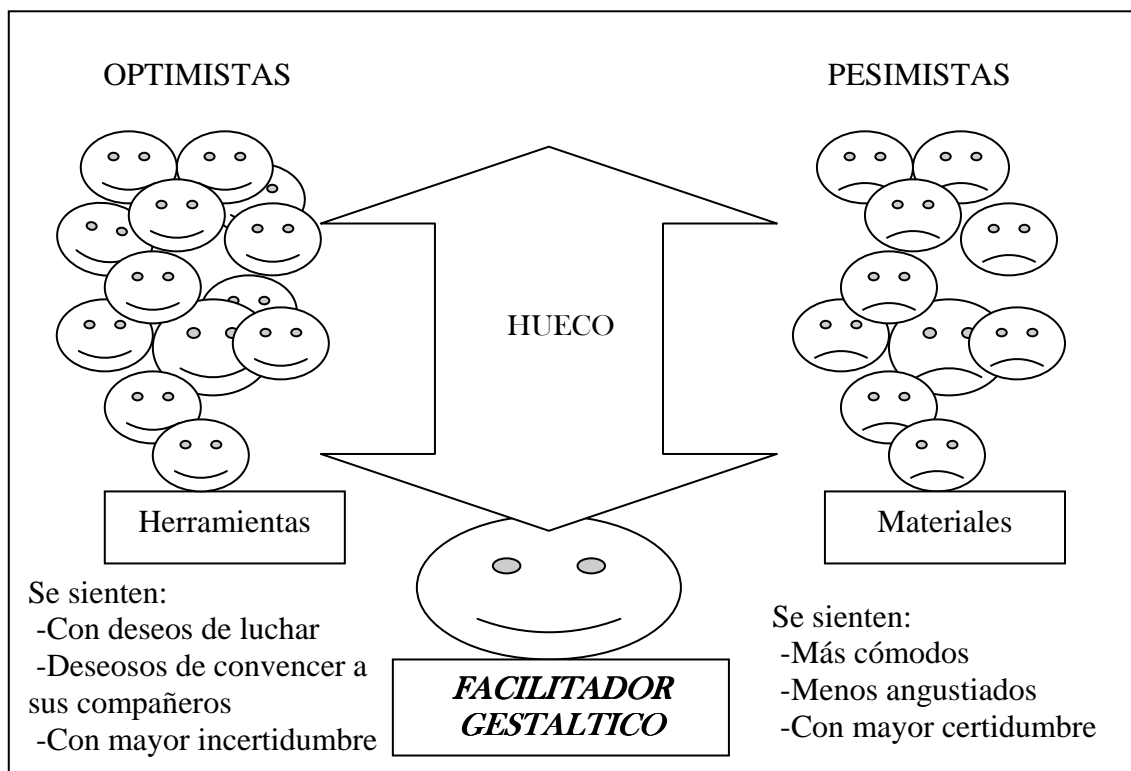 OPTIMISTAS
PESIMISTAS
HUECO
Herramientas
Materiales
Se sienten:
-Con deseos de luchar
-Deseosos de convencer a
sus compañeros
-Con mayor incertidumbre
FACILITADOR
GESTALTICO
Se sienten:
-Más cómodos
-Menos angustiados
-Con mayor certidumbre